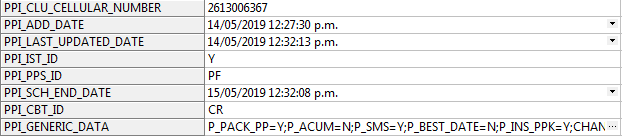 PPI_CLU_CELLULAR_NUMBER 2613006367
PPI_ADD_DATE 14/05/2019 12:27:30 p.m.
PPI_LAST_UPDATED_DATE 14/05/2019 12:32:13 p.m.
PPI_IST_ID Y
PPI_PPS_ID PF
PPI_SCH_END_DATE 15/05/2019 12:32:08 p.m.
PPI_CBT_ID CR
PPI_GENERIC_DATA P_PACK_PP=Y;P_ACUM=N;P_SMS=Y;P_BEST_DATE=N;P_INS_PPK=Y;CHAN ...